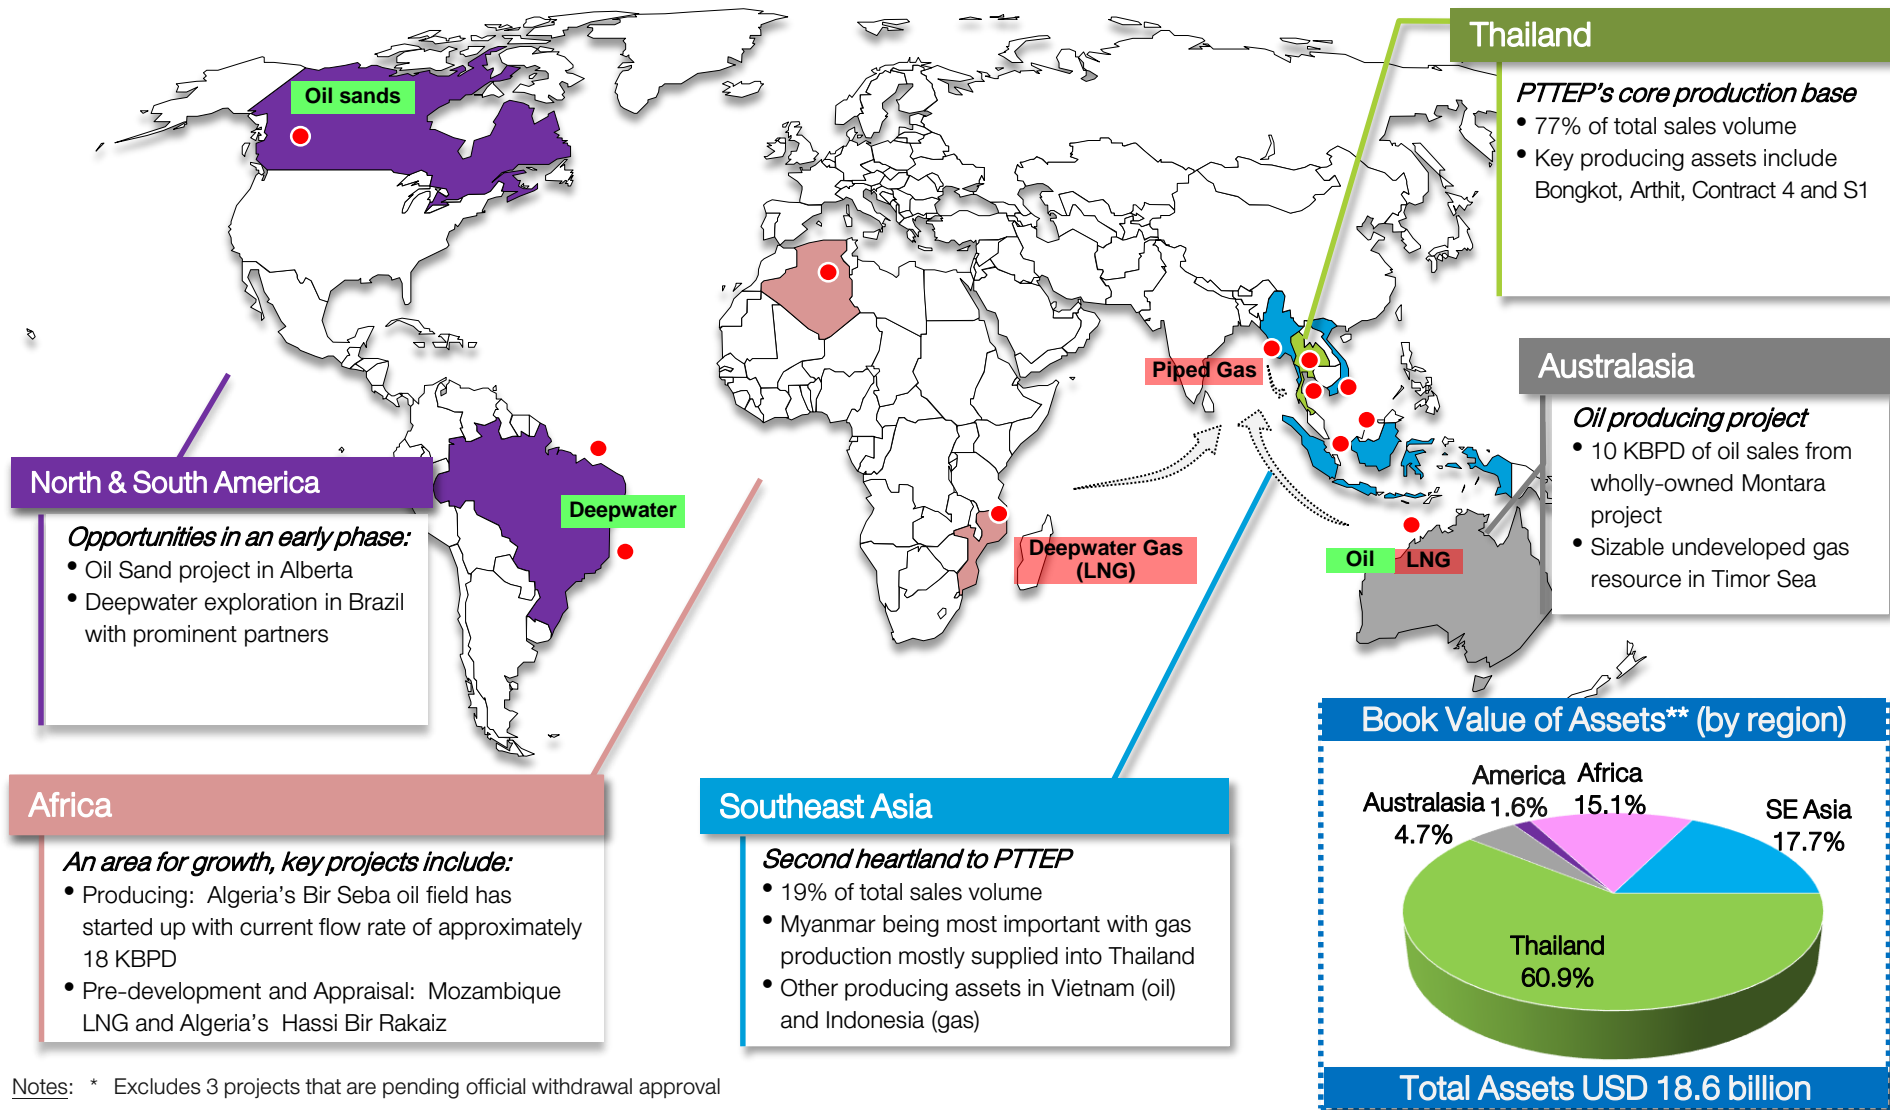 Oil sands
Thailand
PTTEP's core production base
• 77% of total sales volume
• Key producing assets include
Bongkot, Arthit, Contract 4 and S1
Piped Gas
Australasia
Oil producing project
• 10 KBPD of oil sales from
wholly-owned Montara
project
• Sizable undeveloped gas
resource in Timor Sea
North & South America
Opportunities in an early phase:
• Oil Sand project in Alberta
• Deepwater exploration in Brazil
with prominent partners
Deepwater
Deepwater Gas
(LNG)
Oil
LNG
Africa
An area for growth, key projects include:
• Producing: Algeria's Bir Seba oil field has
started up with current flow rate of approximately
18 KBPD
• Pre-development and Appraisal: Mozambique
LNG and Algeria's Hassi Bir Rakaiz
Southeast Asia
Second heartland to PTTEP
• 19% of total sales volume
• Myanmar being most important with gas
production mostly supplied into Thailand
• Other producing assets in Vietnam (oil)
and Indonesia (gas)
Book Value of Assets** (by region)
America
1.6%
Africa
15.1%
Australasia
4.7%
SE Asia
17.7%
Thailand
60.9%
Total Assets USD 18.6 billion
Notes: * Excludes 3 projects that are pending official withdrawal approval